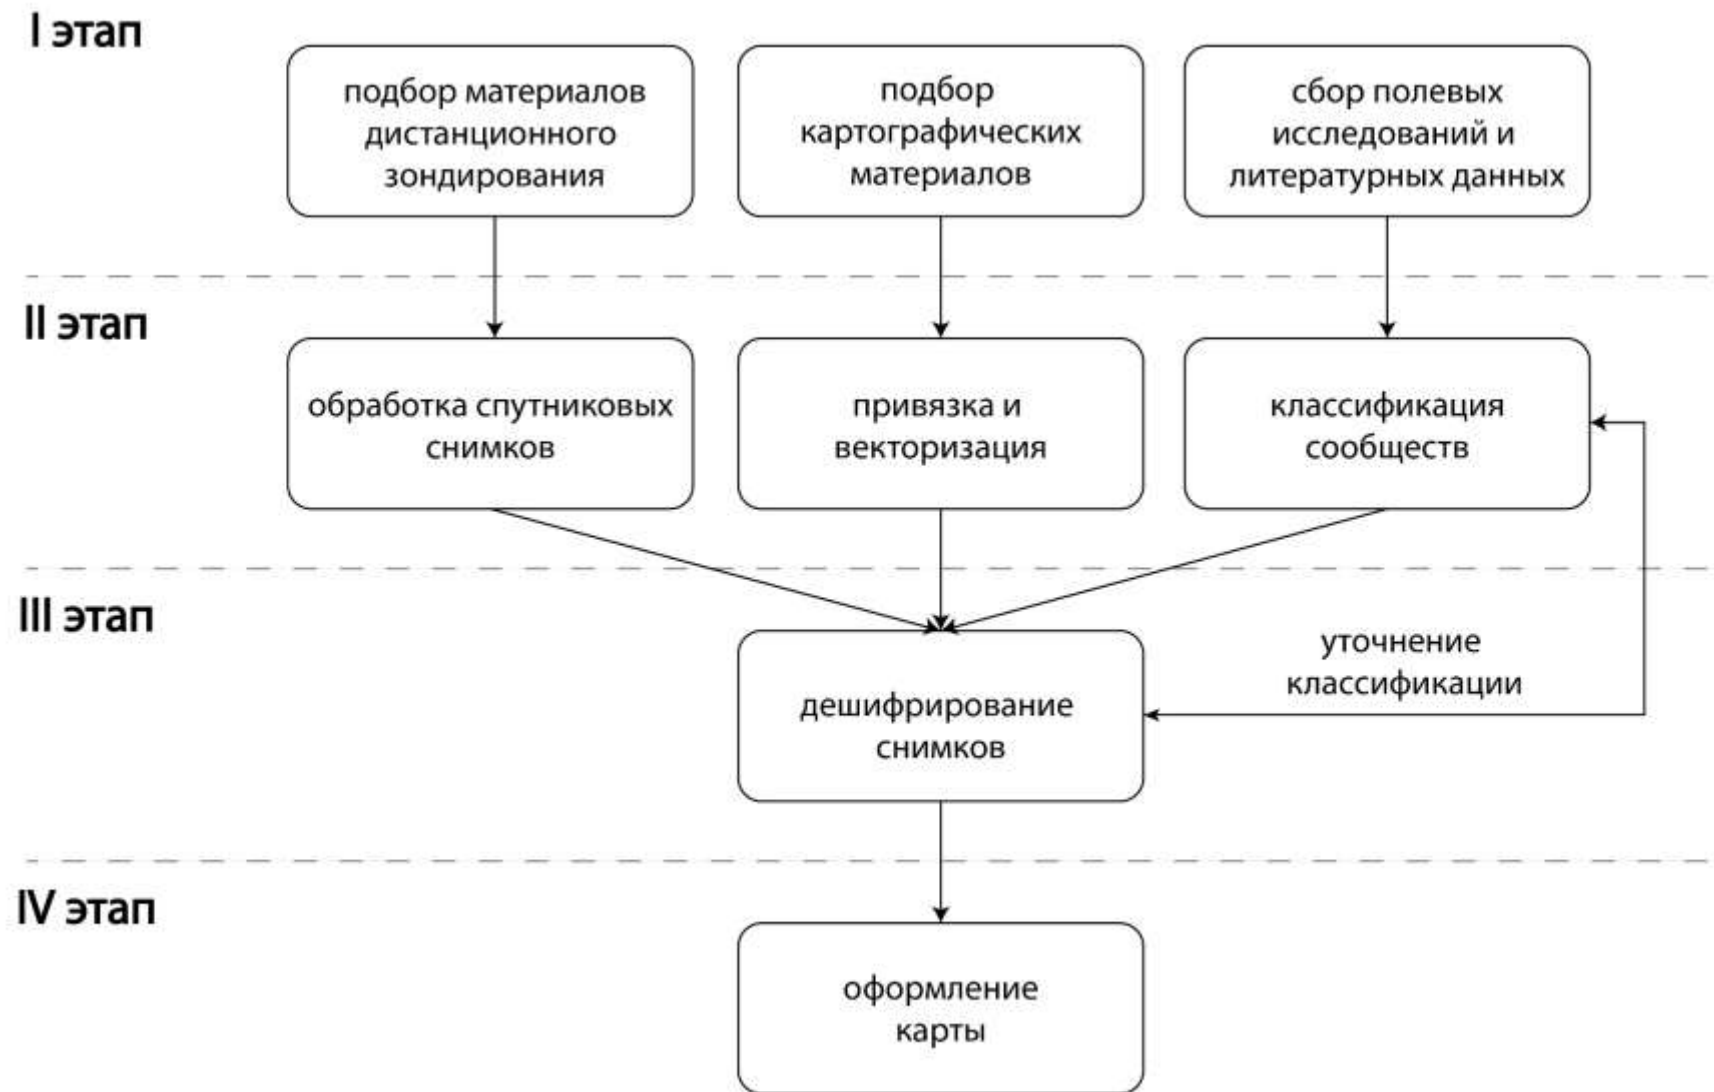 I этап
подбор материалов
дистанционного
зондирования
подбор
картографических
материалов
сбор полевых
исследований и
литературных данных
II этап
обработка спутниковых
снимков
привязка и
векторизация
классификация
сообществ
III этап
дешифрирование
снимков
уточнение
классификации
IV этап
оформление
карты